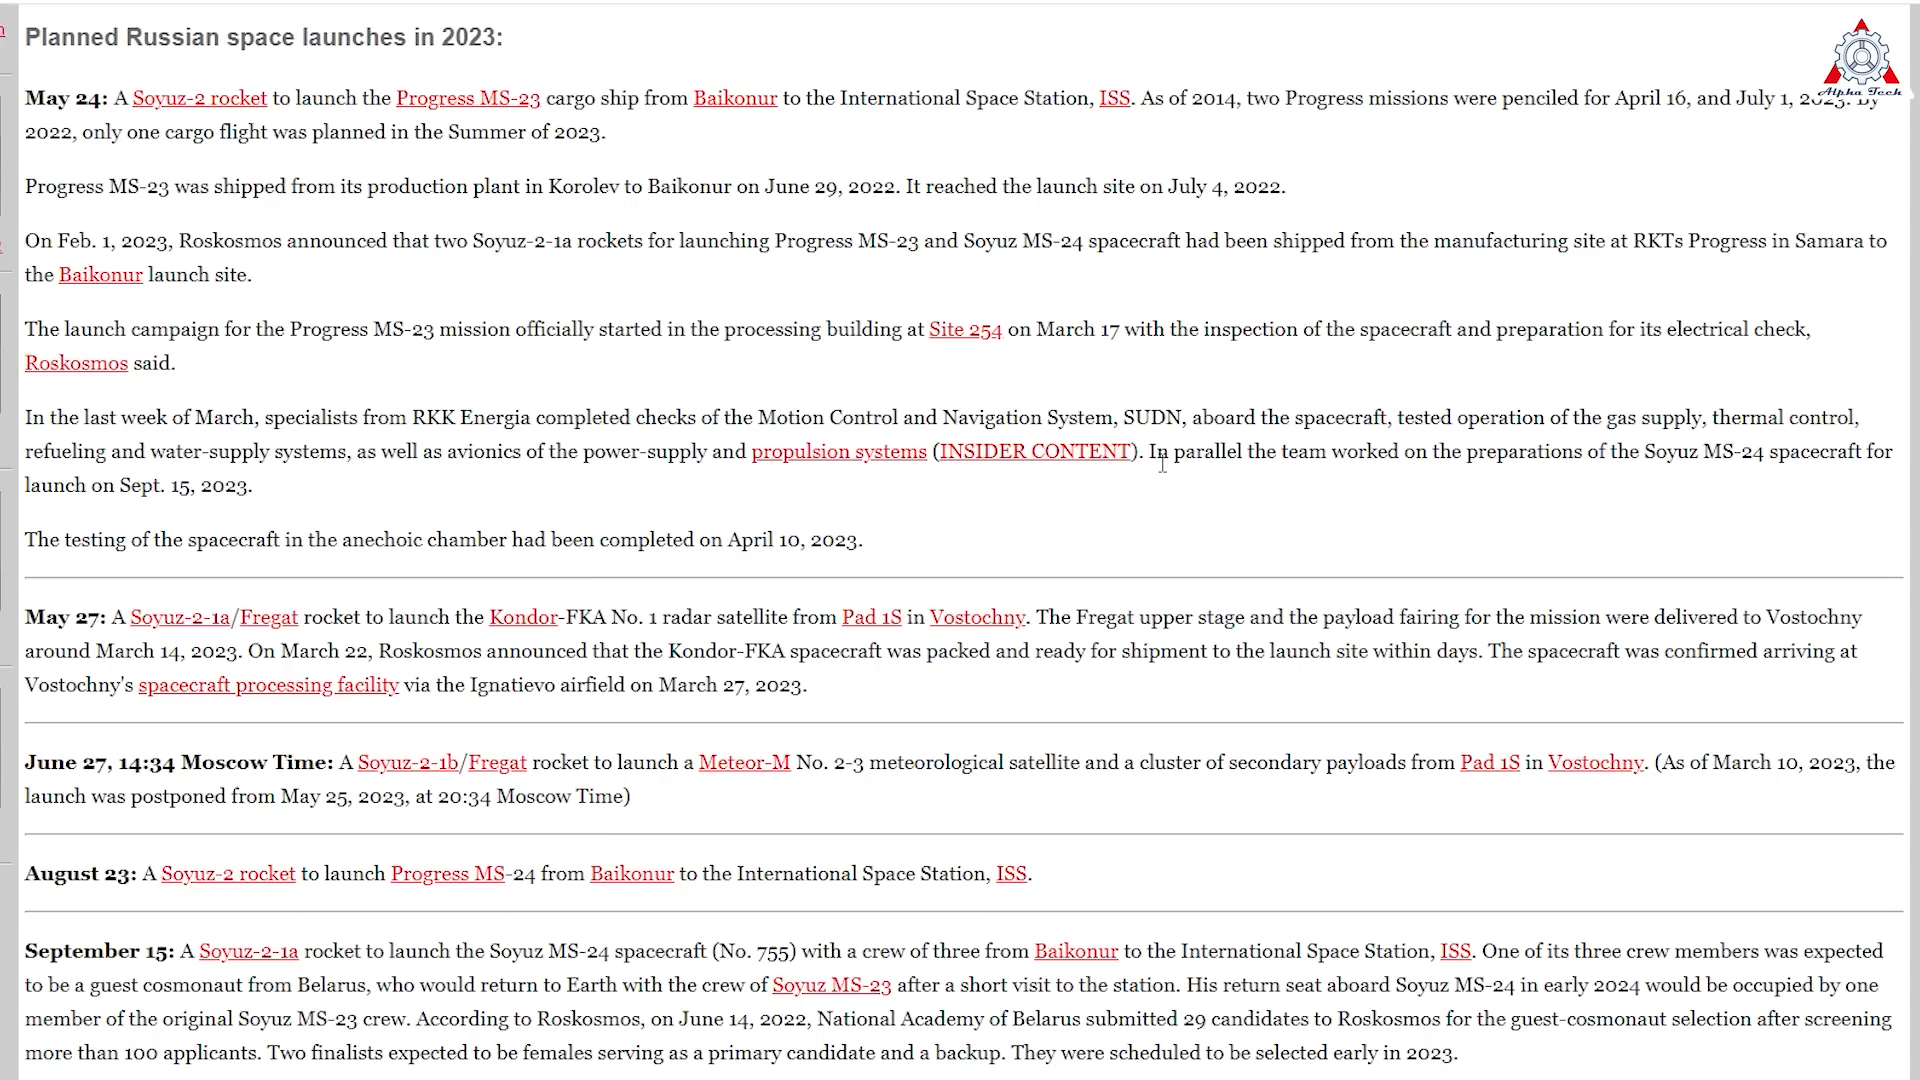 Planned Russian space launches in 2023:
May 24: A Soyuz-2 rocket to launch the Progress MS-23 cargo ship from Baikonur to the International Space Station, ISS. As of 2014, two Progress missions were penciled for April 16, and July 1, 2023. By
Alpha Tech
2022, only one cargo flight was planned in the Summer of 2023.
Progress MS-23 was shipped from its production plant in Korolev to Baikonur on June 29, 2022. It reached the launch site on July 4, 2022.
On Feb. 1, 2023, Roskosmos announced that two Soyuz-2-1a rockets for launching Progress MS-23 and Soyuz MS-24 spacecraft had been shipped from the manufacturing site at RKTs Progress in Samara to
the Baikonur launch site.
The launch campaign for the Progress MS-23 mission officially started in the processing building at Site 254 on March 17 with the inspection of the spacecraft and preparation for its electrical check,
Roskosmos said.
In the last week of March, specialists from RKK Energia completed checks of the Motion Control and Navigation System, SUDN, aboard the spacecraft, tested operation of the gas supply, thermal control,
refueling and water-supply systems, as well as avionics of the power-supply and propulsion systems (INSIDER CONTENT). In parallel the team worked on the preparations of the Soyuz MS-24 spacecraft for
launch on Sept. 15, 2023.
The testing of the spacecraft in the anechoic chamber had been completed on April 10, 2023.
May 27: A Soyuz-2-1a/Fregat rocket to launch the Kondor-FKA No. 1 radar satellite from Pad 1S in Vostochny. The Fregat upper stage and the payload fairing for the mission were delivered to Vostochny
around March 14, 2023. On March 22, Roskosmos announced that the Kondor-FKA spacecraft was packed and ready for shipment to the launch site within days. The spacecraft was confirmed arriving at
Vostochny's spacecraft processing facility via the Ignatievo airfield on March 27, 2023.
June 27, 14:34 Moscow Time: A Soyuz-2-1b/Fregat rocket to launch a Meteor-M No. 2-3 meteorological satellite and a cluster of secondary payloads from Pad 1S in Vostochny. (As of March 10, 2023, the
launch was postponed from May 25, 2023, at 20:34 Moscow Time)
August 23: A Soyuz-2 rocket to launch Progress MS-24 from Baikonur to the International Space Station, ISS.
September 15: A Soyuz-2-1a rocket to launch the Soyuz MS-24 spacecraft (No. 755) with a crew of three from Baikonur to the International Space Station, ISS. One of its three crew members was expected
to be a guest cosmonaut from Belarus, who would return to Earth with the crew of Soyuz MS-23 after a short visit to the station. His return seat aboard Soyuz MS-24 in early 2024 would be occupied by one
member of the original Soyuz MS-23 crew. According to Roskosmos, on June 14, 2022, National Academy of Belarus submitted 29 candidates to Roskosmos for the guest-cosmonaut selection after screening
more than 100 applicants. Two finalists expected to be females serving as a primary candidate and a backup. They were scheduled to be selected early in 2023.